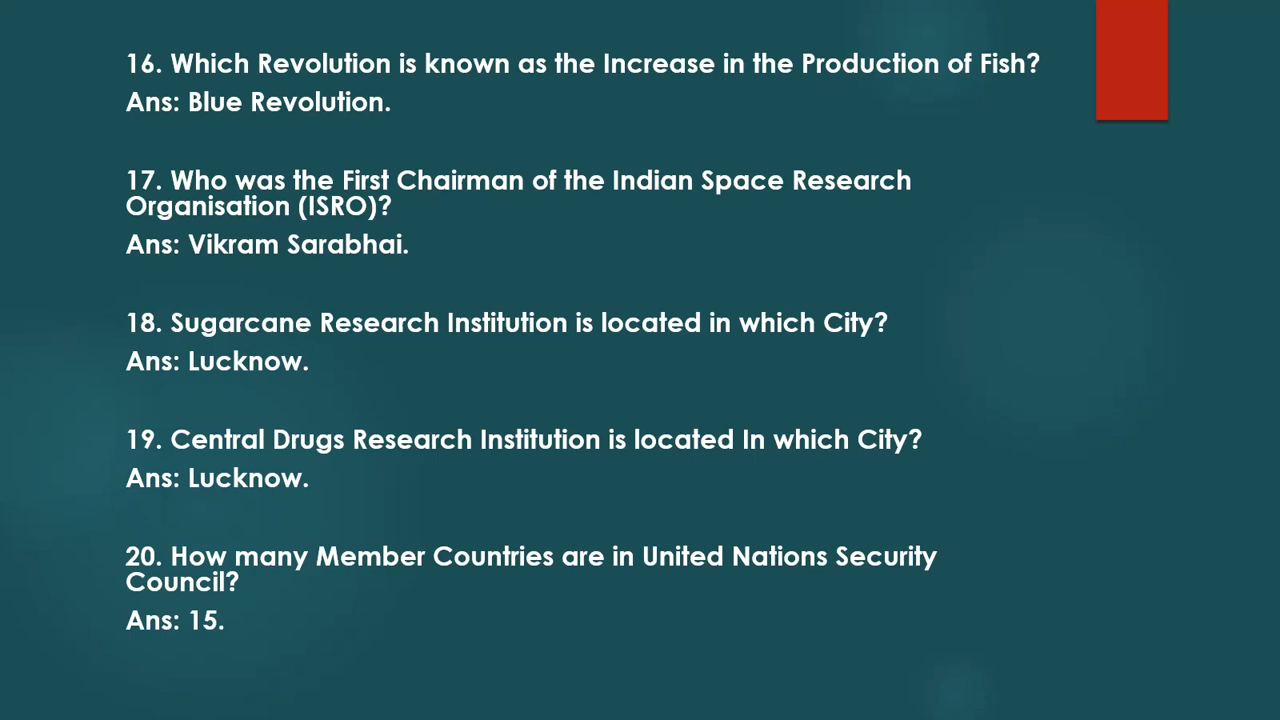 16. Which Revolution is known as the Increase in the Production of Fish?
Ans: Blue Revolution.
17. Who was the First Chairman of the Indian Space Research
Organisation (ISRO)?
Ans: Vikram Sarabhai.
18. Sugarcane Research Institution is located in which City?
Ans: Lucknow.
19. Central Drugs Research Institution is located In which City?
Ans: Lucknow.
20. How many Member Countries are in United Nations Security
Council?
Ans: 15.